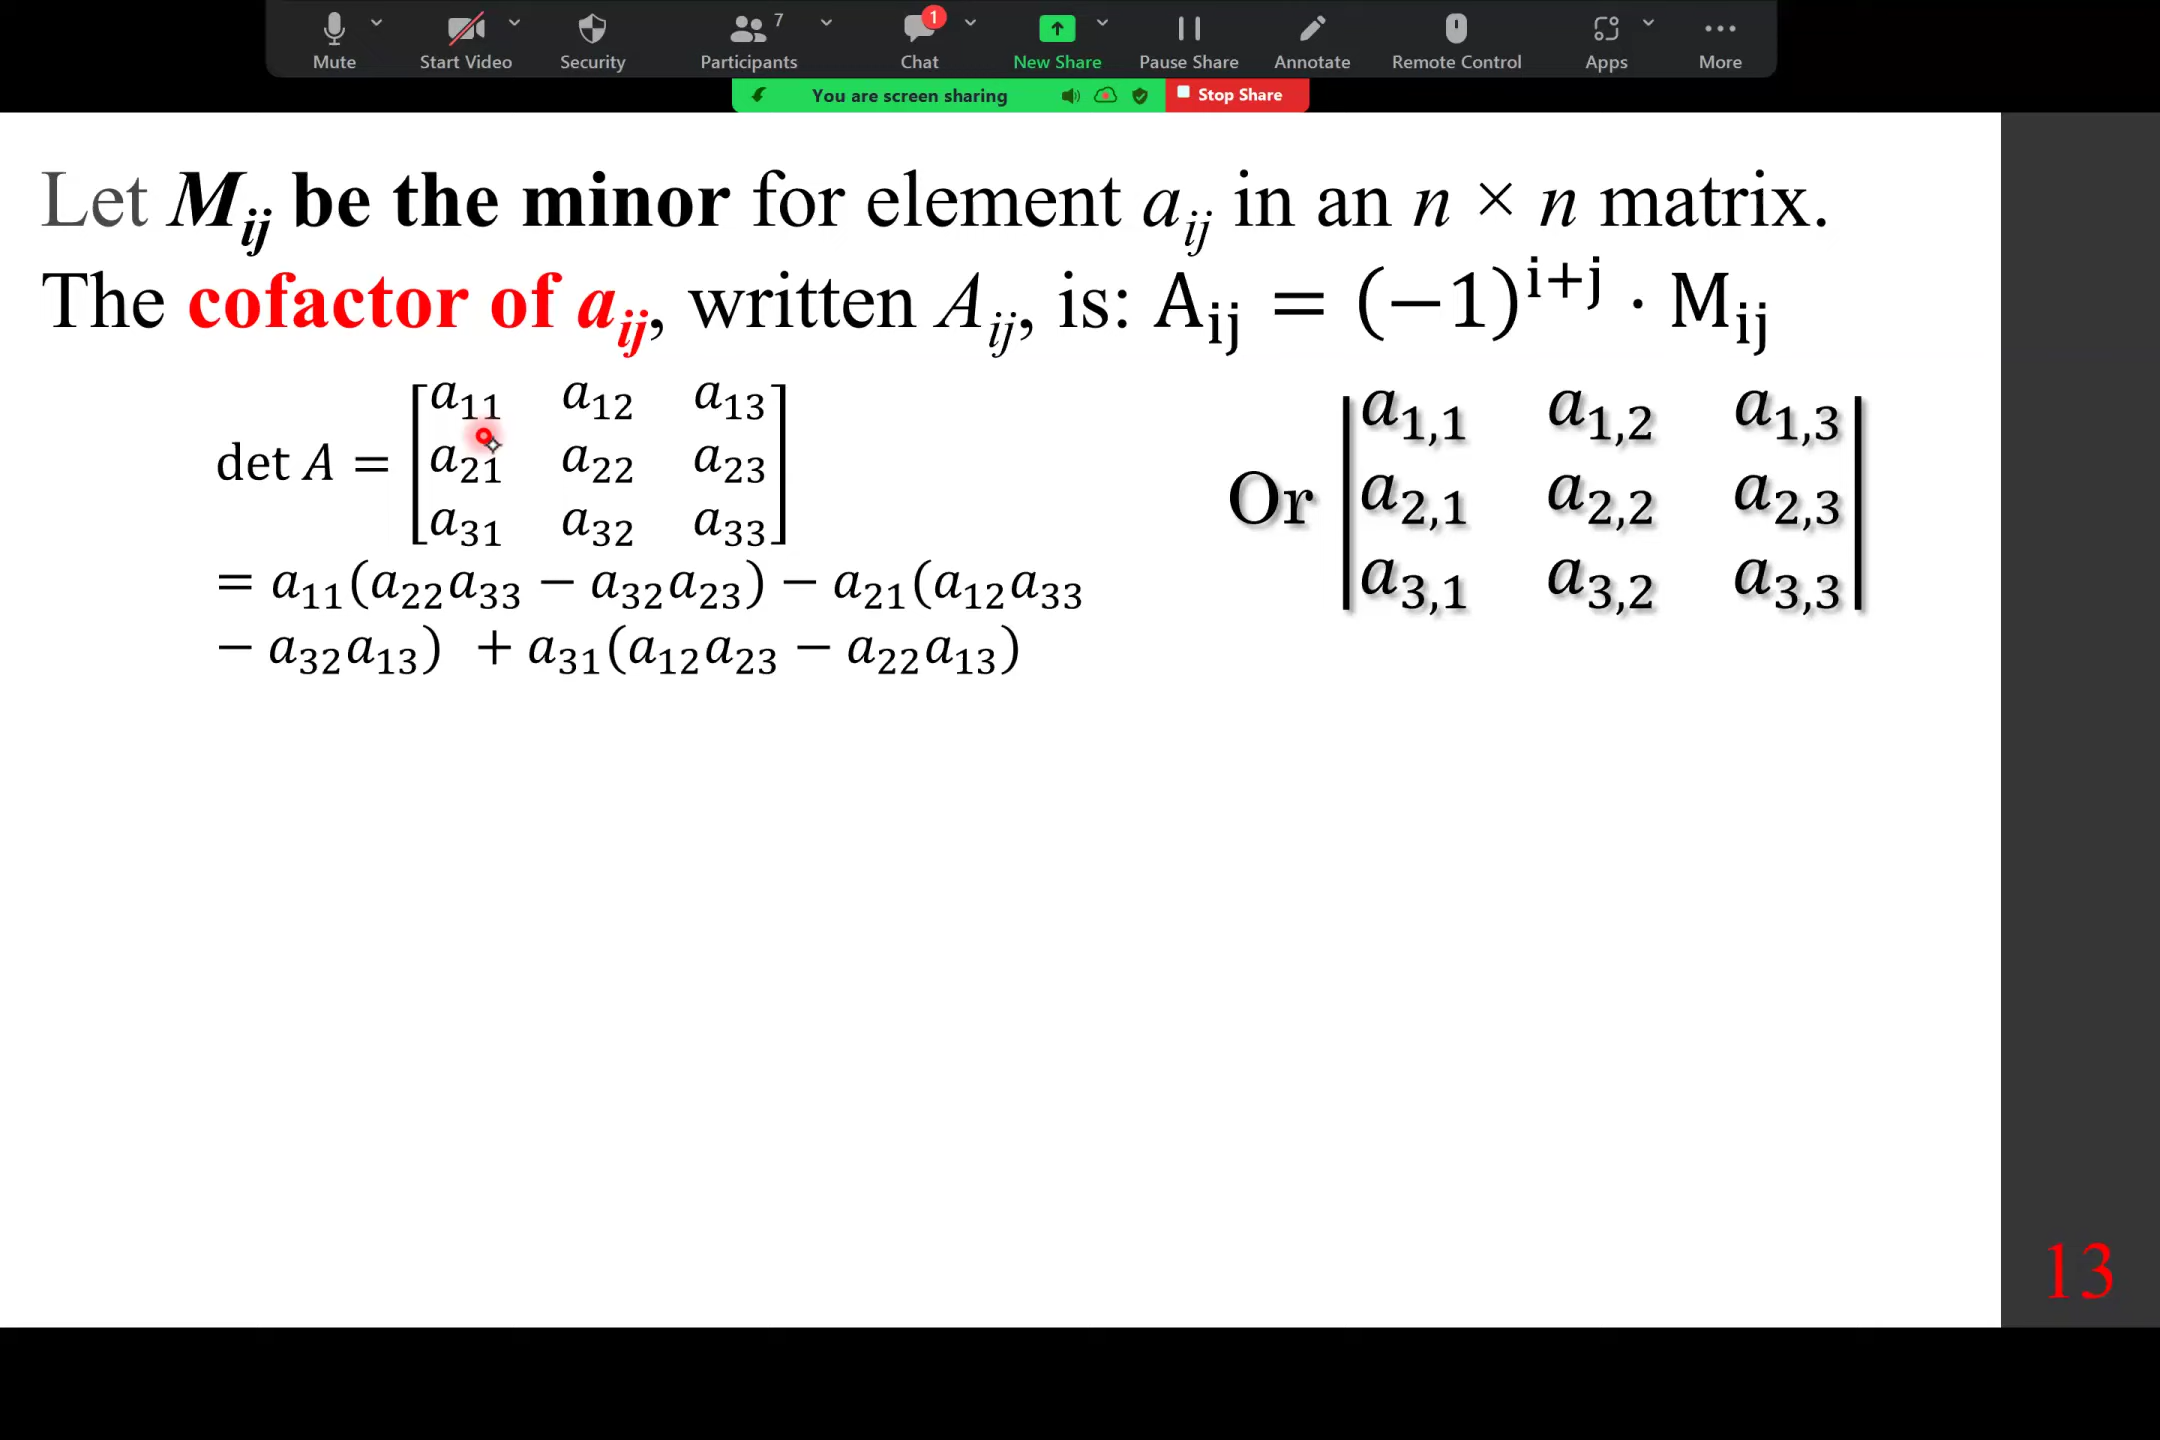 Mute Start Video Security Participants 7 Chat 1 New Share Pause Share Annotate Remote Control Apps More
You are screen sharing Stop Share
Let Mᵢⱼ be the minor for element aᵢⱼ in an n × n matrix.
The cofactor of aᵢⱼ, written Aᵢⱼ, is: Aᵢⱼ = (−1)ⁱ⁺ʲ · Mᵢⱼ
det A = [a₁₁ a₁₂ a₁₃
a₂₁ a₂₂ a₂₃
a₃₁ a₃₂ a₃₃]
= a₁₁(a₂₂a₃₃ − a₃₂a₂₃) − a₂₁(a₁₂a₃₃
− a₃₂a₁₃) + a₃₁(a₁₂a₂₃ − a₂₂a₁₃)
Or |a₁,₁ a₁,₂ a₁,₃
a₂,₁ a₂,₂ a₂,₃
a₃,₁ a₃,₂ a₃,₃|
13